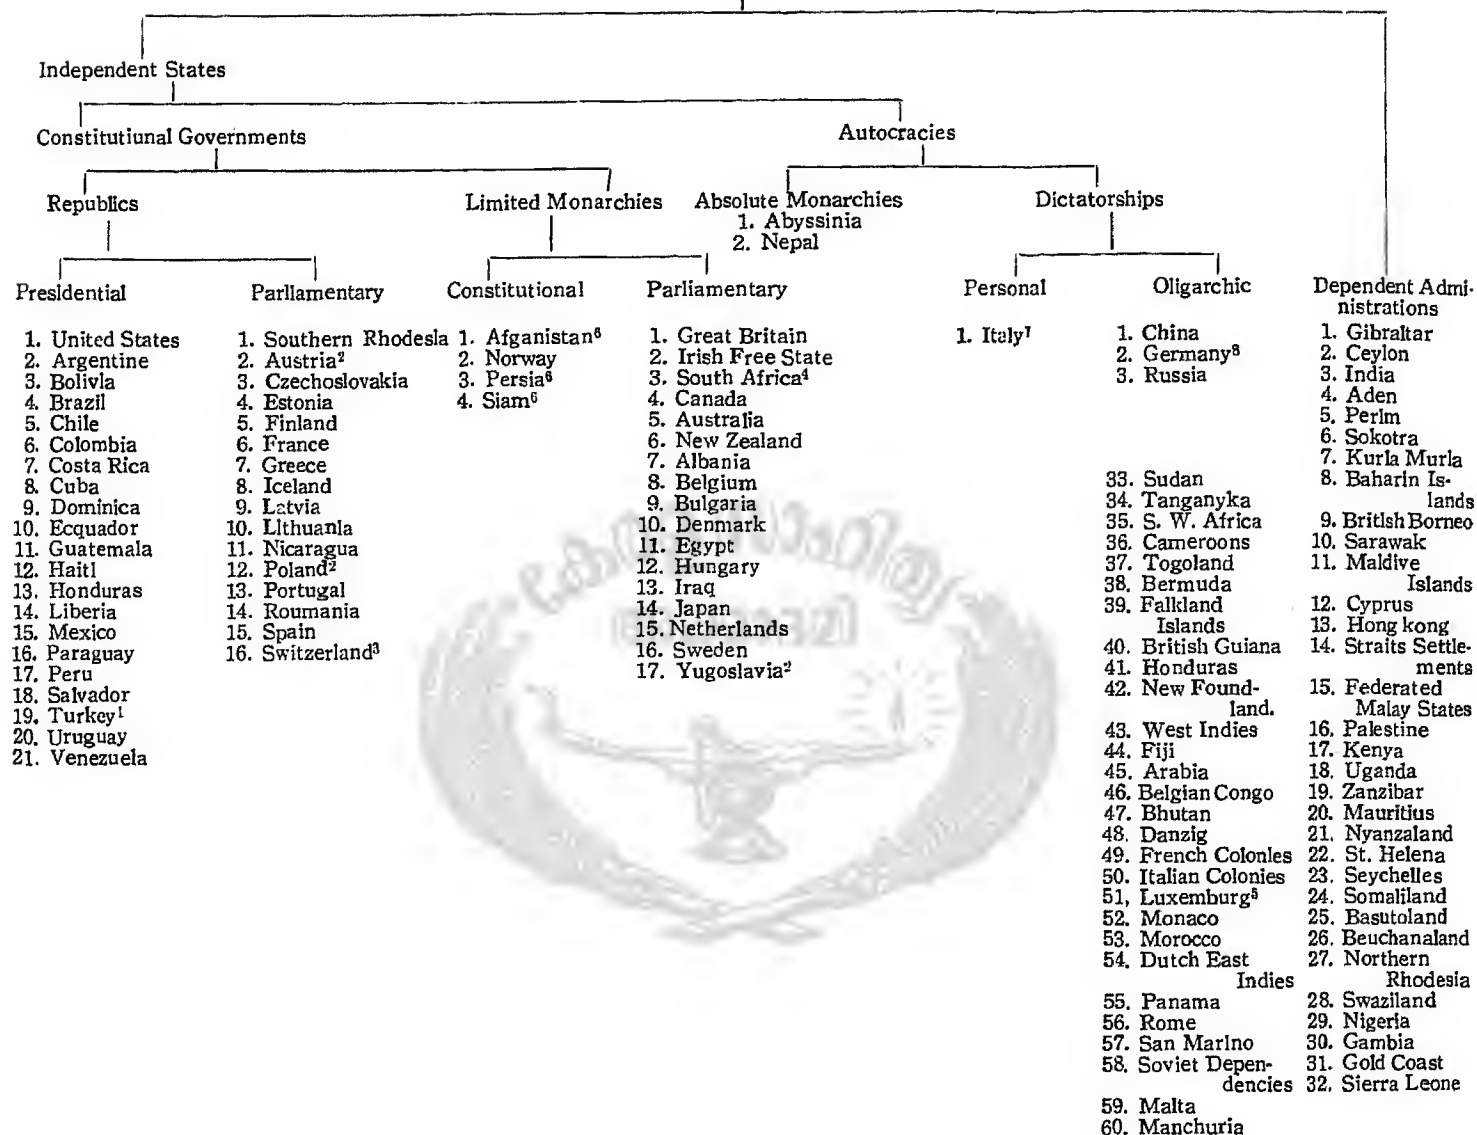 Independent States
Constitutiunal Governments
Autocracies
Republics
Limited Monarchies
Absolute Monarchies
1. Abyssinia
2. Nepal
Dictatorships
Presidential
1. United States
2. Argentine
3. Bolivia
4. Brazil
5. Chile
6. Colombia
7. Costa Rica
8. Cuba
9. Dominica
10. Ecquador
11. Guatemala
12. Haiti
13. Honduras
14. Liberia
15. Mexico
16. Paraguay
17. Peru
18. Salvador
19. Turkey¹
20. Uruguay
21. Venezuela
Parliamentary
1. Southern Rhodesia
2. Austria²
3. Czechoslovakia
4. Estonia
5. Finland
6. France
7. Greece
8. Iceland
9. Latvia
10. Lithuania
11. Nicaragua
12. Poland²
13. Portugal
14. Roumania
15. Spain
16. Switzerland³
Constitutional
1. Afganistan⁶
2. Norway
3. Persia⁶
4. Siam⁶
Parliamentary
1. Great Britain
2. Irish Free State
3. South Africa⁴
4. Canada
5. Australia
6. New Zealand
7. Albania
8. Belgium
9. Bulgaria
10. Denmark
11. Egypt
12. Hungary
13. Iraq
14. Japan
15. Netherlands
16. Sweden
17. Yugoslavia²
Personal
1. Italy⁷
Oligarchic
1. China
2. Germany⁸
3. Russia
Dependent Admi-
nistrations
1. Gibraltar
2. Ceylon
3. India
4. Aden
5. Perim
6. Sokotra
7. Kurla Murla
8. Baharin Is-
lands
9. British Borneo
10. Sarawak
11. Maldive
Islands
12. Cyprus
13. Hong kong
14. Straits Settle-
ments
15. Federated
Malay States
16. Palestine
17. Kenya
18. Uganda
19. Zanzibar
20. Mauritius
21. Nyanzaland
22. St. Helena
23. Seychelles
24. Somaliland
25. Basutoland
26. Beuchanaland
27. Northern
Rhodesia
28. Swaziland
29. Nigeria
30. Gambia
31. Gold Coast
32. Sierra Leone
33. Sudan
34. Tanganyka
35. S. W. Africa
36. Cameroons
37. Togoland
38. Bermuda
39. Falkland
Islands
40. British Guiana
41. Honduras
42. New Found-
land.
43. West Indies
44. Fiji
45. Arabia
46. Belgian Congo
47. Bhutan
48. Danzig
49. French Colonies
50. Italian Colonies
51, Luxemburg⁵
52. Monaco
53. Morocco
54. Dutch East
Indies
55. Panama
56. Rome
57. San Marino
58. Soviet Depen-
dencies
59. Malta
60. Manchuria